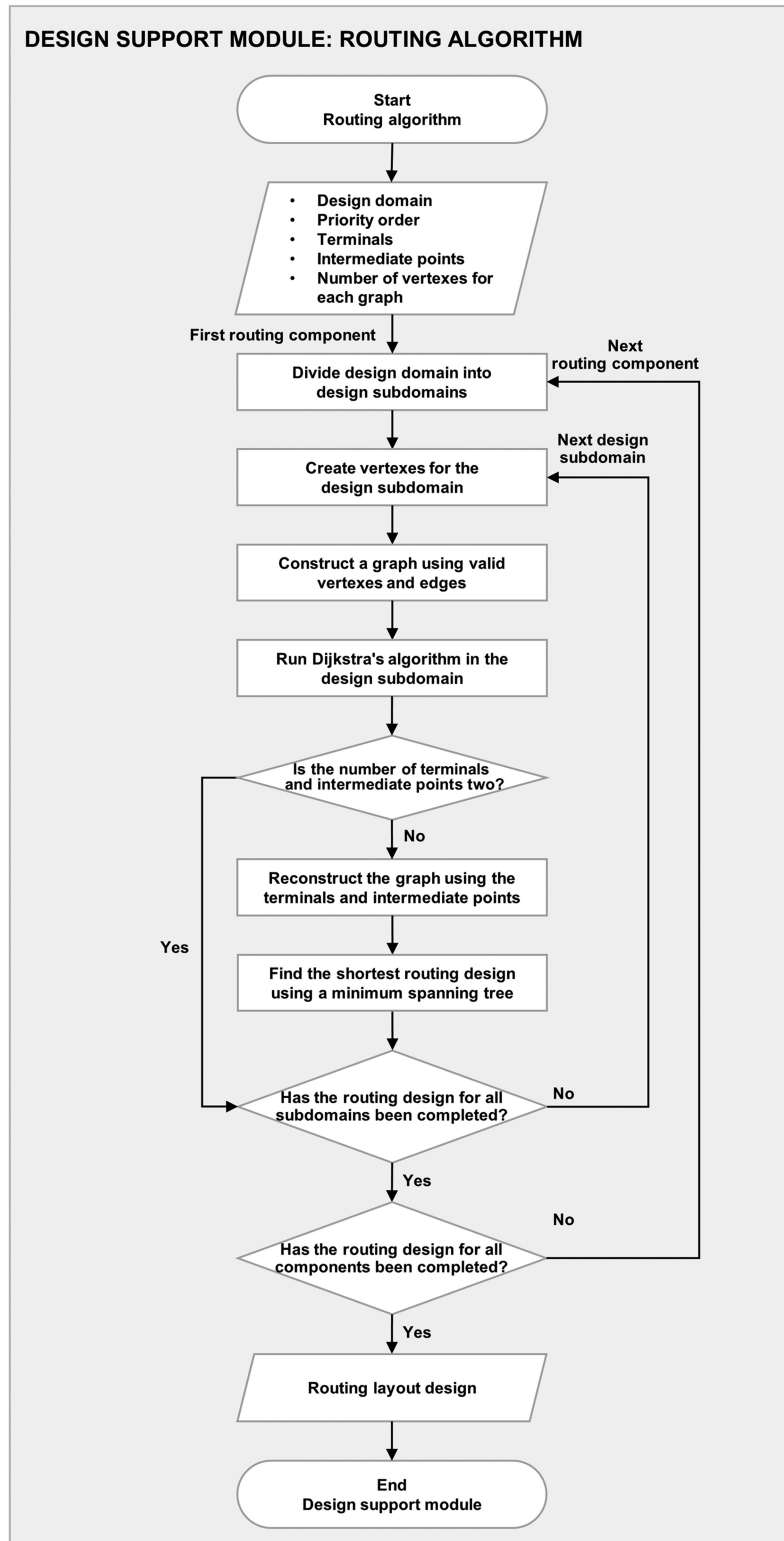 DESIGN SUPPORT MODULE: ROUTING ALGORITHM
Start
Routing algorithm
• Design domain
• Priority order
• Terminals
• Intermediate points
• Number of vertexes for
each graph
First routing component
Next
routing component
Divide design domain into
design subdomains
Next design
subdomain
Create vertexes for the
design subdomain
Construct a graph using valid
vertexes and edges
Run Dijkstra's algorithm in the
design subdomain
Is the number of terminals
and intermediate points two?
No
Reconstruct the graph using the
terminals and intermediate points
Yes
Find the shortest routing design
using a minimum spanning tree
Has the routing design for all
subdomains been completed?
No
Yes
No
Has the routing design for all
components been completed?
Yes
Routing layout design
End
Design support module